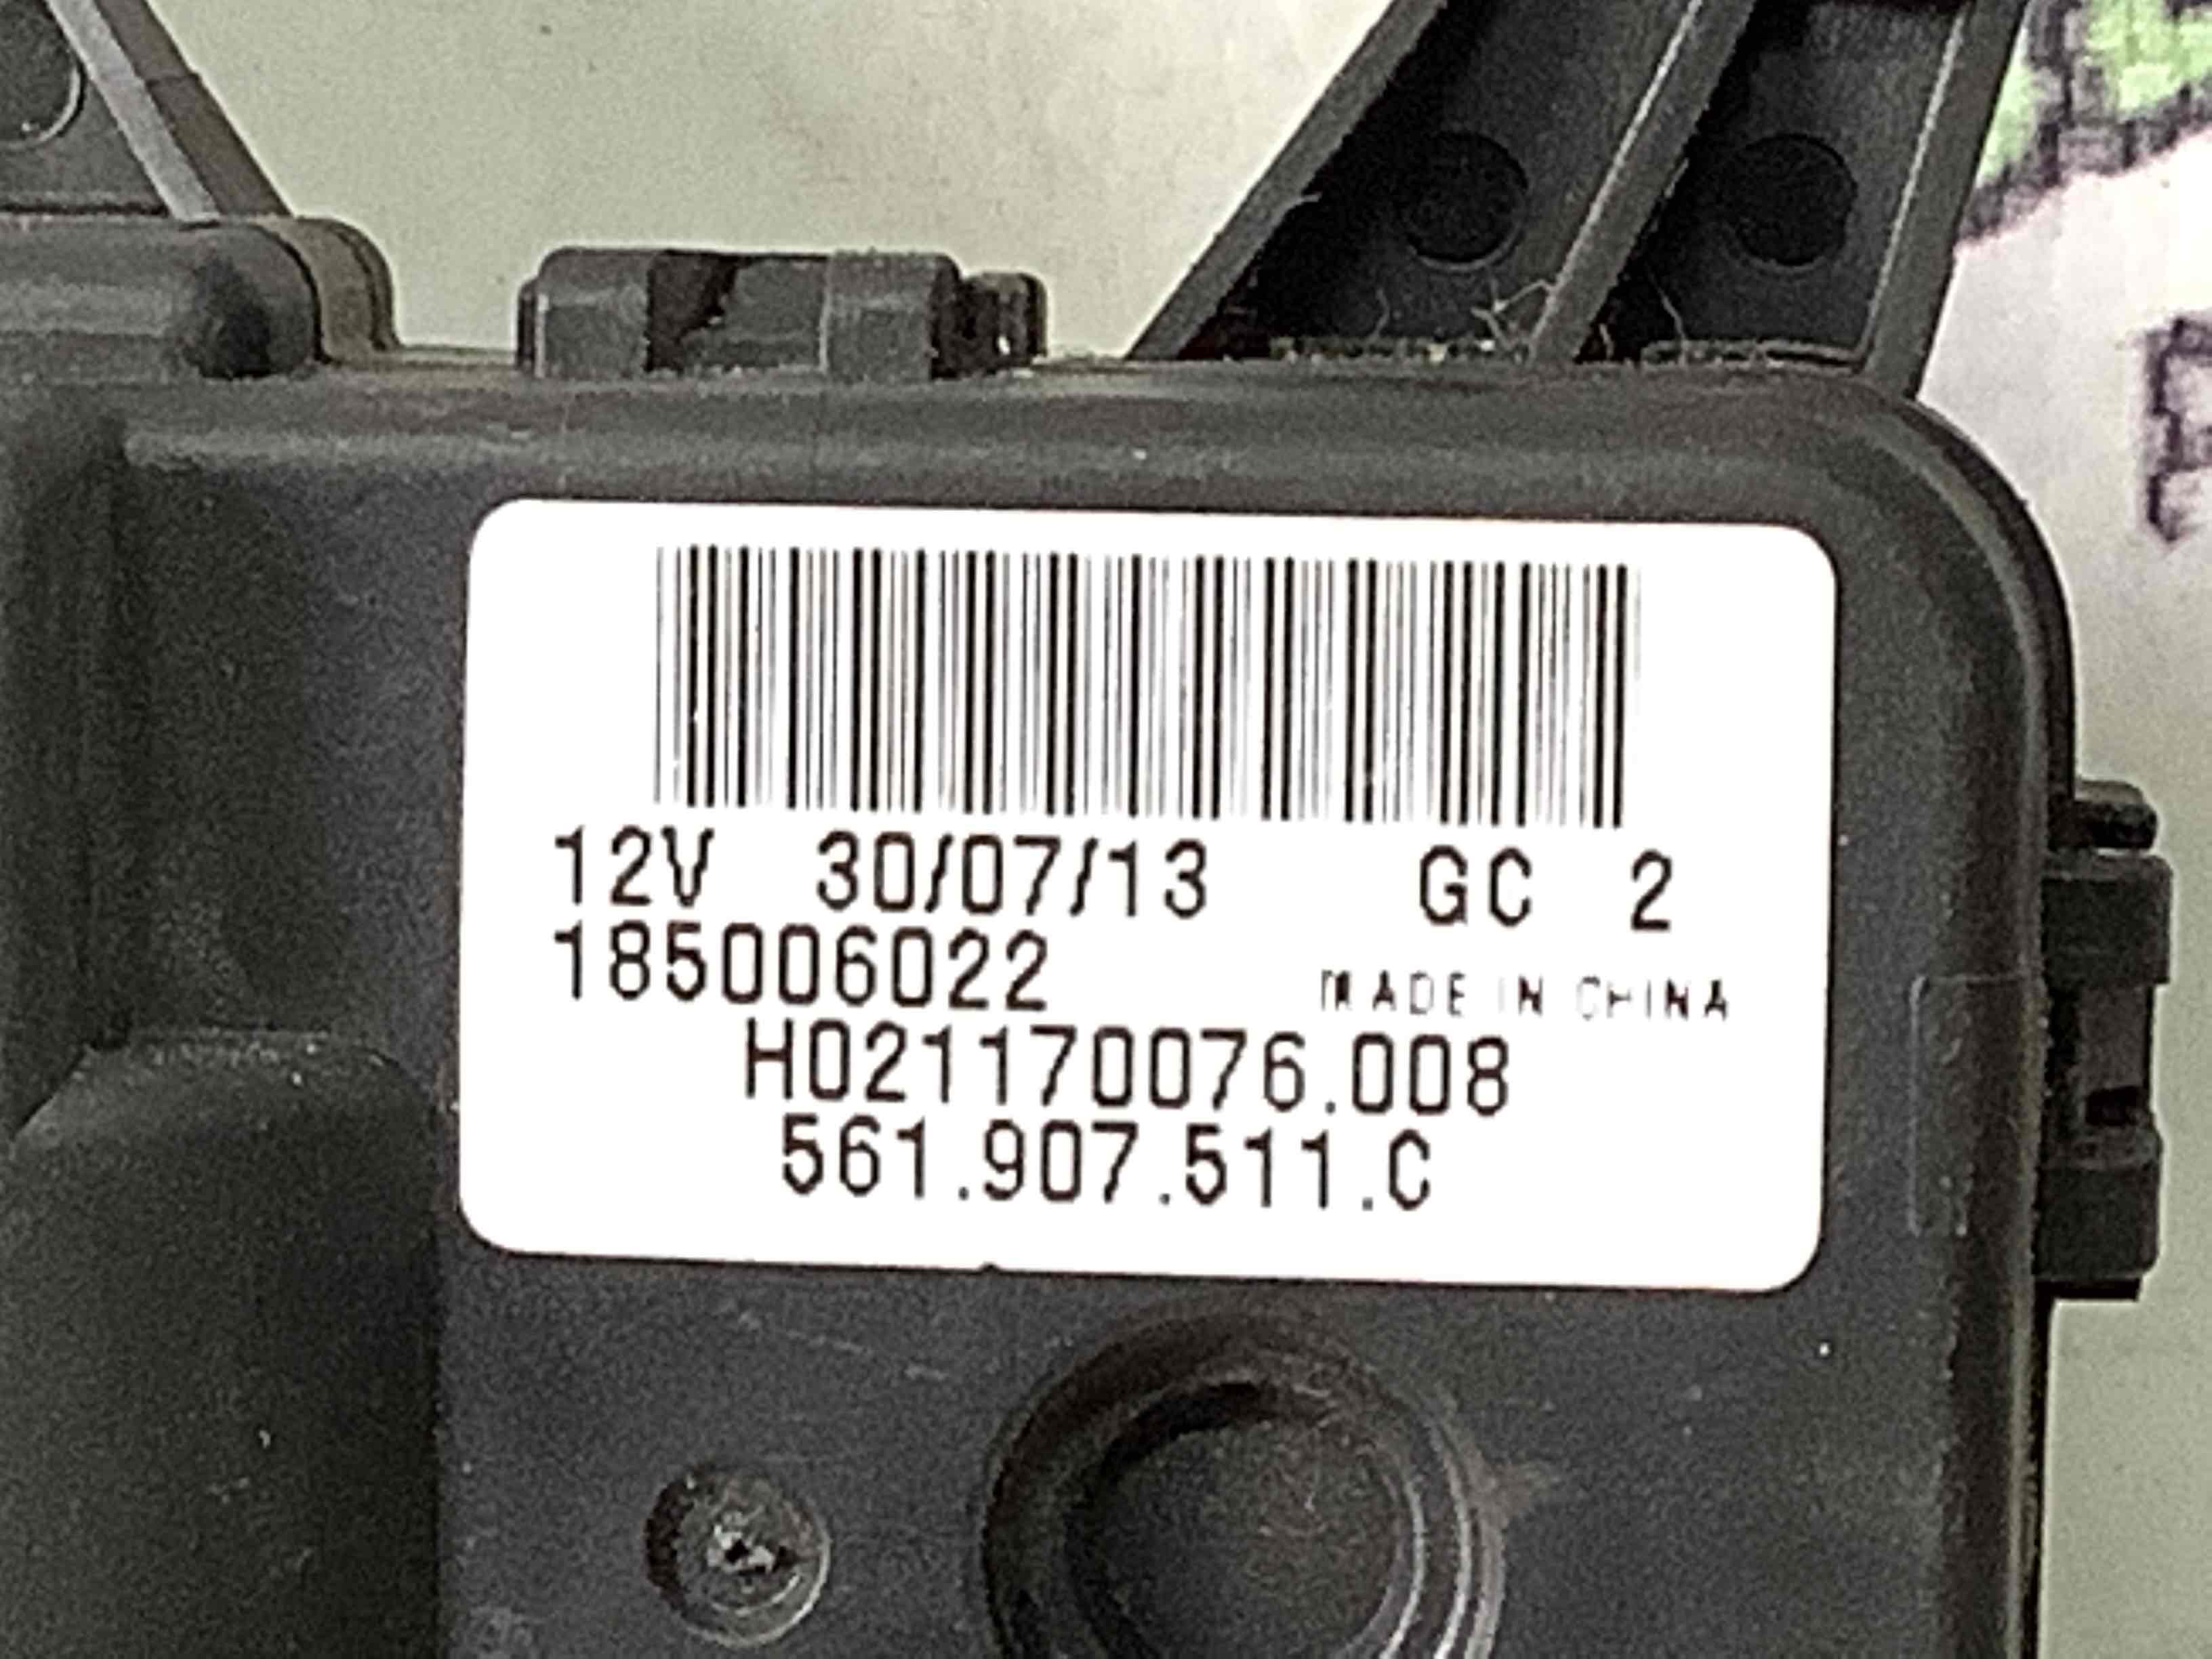 12V 30/07/13 GC 2
185006022 MADE IN CHINA
H021170076.008
561.907.511.C